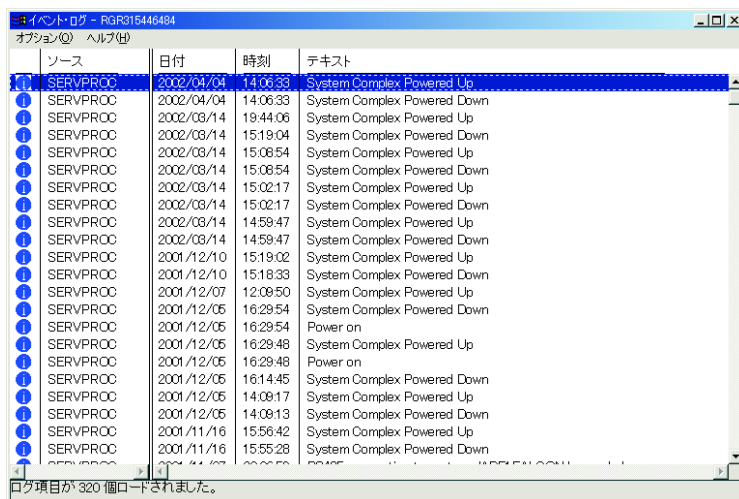 イベント・ログ - RGR315446484
オプション(O) ヘルプ(H)
ソース 日付 時刻 テキスト
SERVPROC 2002/04/04 14:06:33 System Complex Powered Up
SERVPROC 2002/04/04 14:06:33 System Complex Powered Down
SERVPROC 2002/03/14 19:44:06 System Complex Powered Up
SERVPROC 2002/03/14 15:19:04 System Complex Powered Down
SERVPROC 2002/03/14 15:08:54 System Complex Powered Up
SERVPROC 2002/03/14 15:08:54 System Complex Powered Down
SERVPROC 2002/03/14 15:02:17 System Complex Powered Up
SERVPROC 2002/03/14 15:02:17 System Complex Powered Down
SERVPROC 2002/03/14 14:59:47 System Complex Powered Up
SERVPROC 2002/03/14 14:59:47 System Complex Powered Down
SERVPROC 2001/12/10 15:19:02 System Complex Powered Up
SERVPROC 2001/12/10 15:18:33 System Complex Powered Down
SERVPROC 2001/12/07 12:09:50 System Complex Powered Up
SERVPROC 2001/12/05 16:29:54 System Complex Powered Down
SERVPROC 2001/12/05 16:29:54 Power on
SERVPROC 2001/12/05 16:29:48 System Complex Powered Up
SERVPROC 2001/12/05 16:29:48 Power on
SERVPROC 2001/12/05 16:14:45 System Complex Powered Down
SERVPROC 2001/12/05 14:09:17 System Complex Powered Up
SERVPROC 2001/12/05 14:09:13 System Complex Powered Down
SERVPROC 2001/11/16 15:56:42 System Complex Powered Up
SERVPROC 2001/11/16 15:55:28 System Complex Powered Down
ログ項目が 320 個ロードされました。